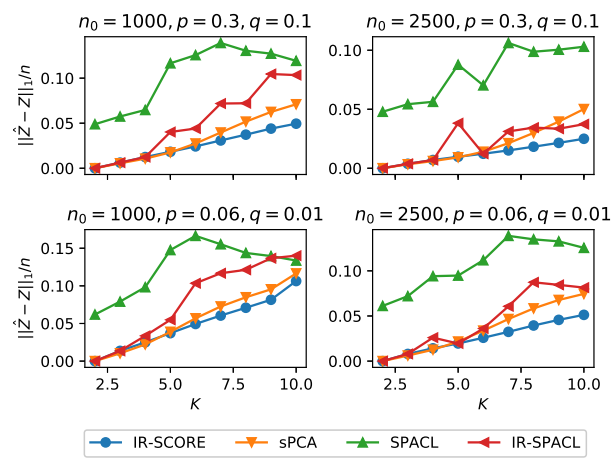 n₀ = 1000, p = 0.3, q = 0.1
n₀ = 2500, p = 0.3, q = 0.1
||Ẑ − Z||₁/n
0.10
0.05
0.00
0.10
0.05
0.00
n₀ = 1000, p = 0.06, q = 0.01
n₀ = 2500, p = 0.06, q = 0.01
||Ẑ − Z||₁/n
0.15
0.10
0.05
0.00
0.10
0.05
0.00
2.5 5.0 7.5 10.0
2.5 5.0 7.5 10.0
K
K
IR-SCORE sPCA SPACL IR-SPACL